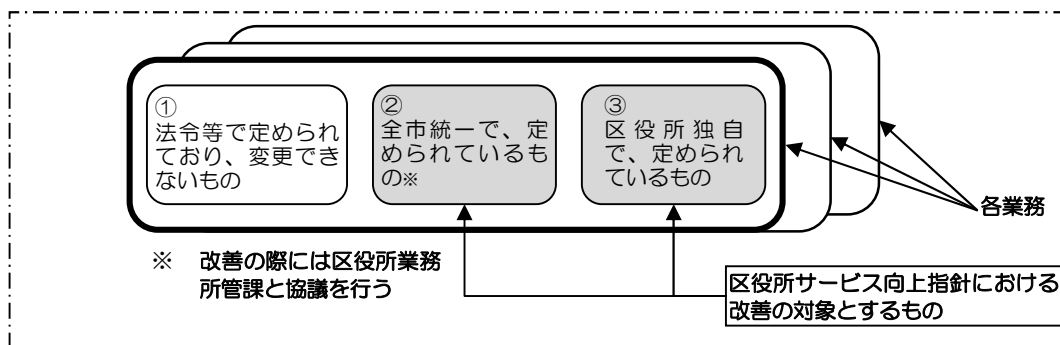 ①
法令等で定められ
ており、変更でき
ないもの
②
全市統一で、定
められているも
の※
③
区役所独自
で、定められ
ているもの
各業務
※　改善の際には区役所業務
所管課と協議を行う
区役所サービス向上指針における
改善の対象とするもの